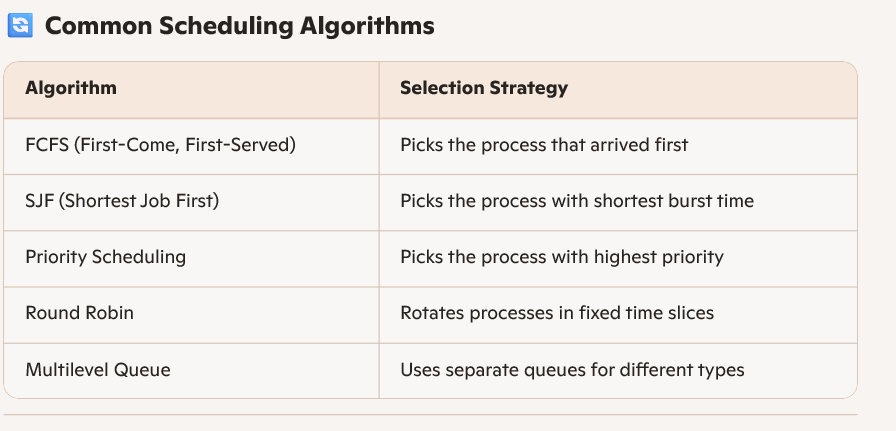 🔄 Common Scheduling Algorithms
Algorithm Selection Strategy
FCFS (First-Come, First-Served) Picks the process that arrived first
SJF (Shortest Job First) Picks the process with shortest burst time
Priority Scheduling Picks the process with highest priority
Round Robin Rotates processes in fixed time slices
Multilevel Queue Uses separate queues for different types